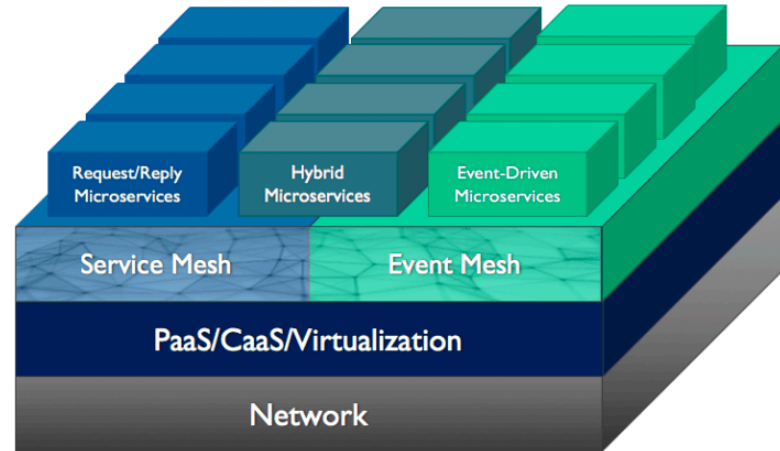 Request/Reply
Microservices
Hybrid
Microservices
Event-Driven
Microservices
Service Mesh
Event Mesh
PaaS/CaaS/Virtualization
Network